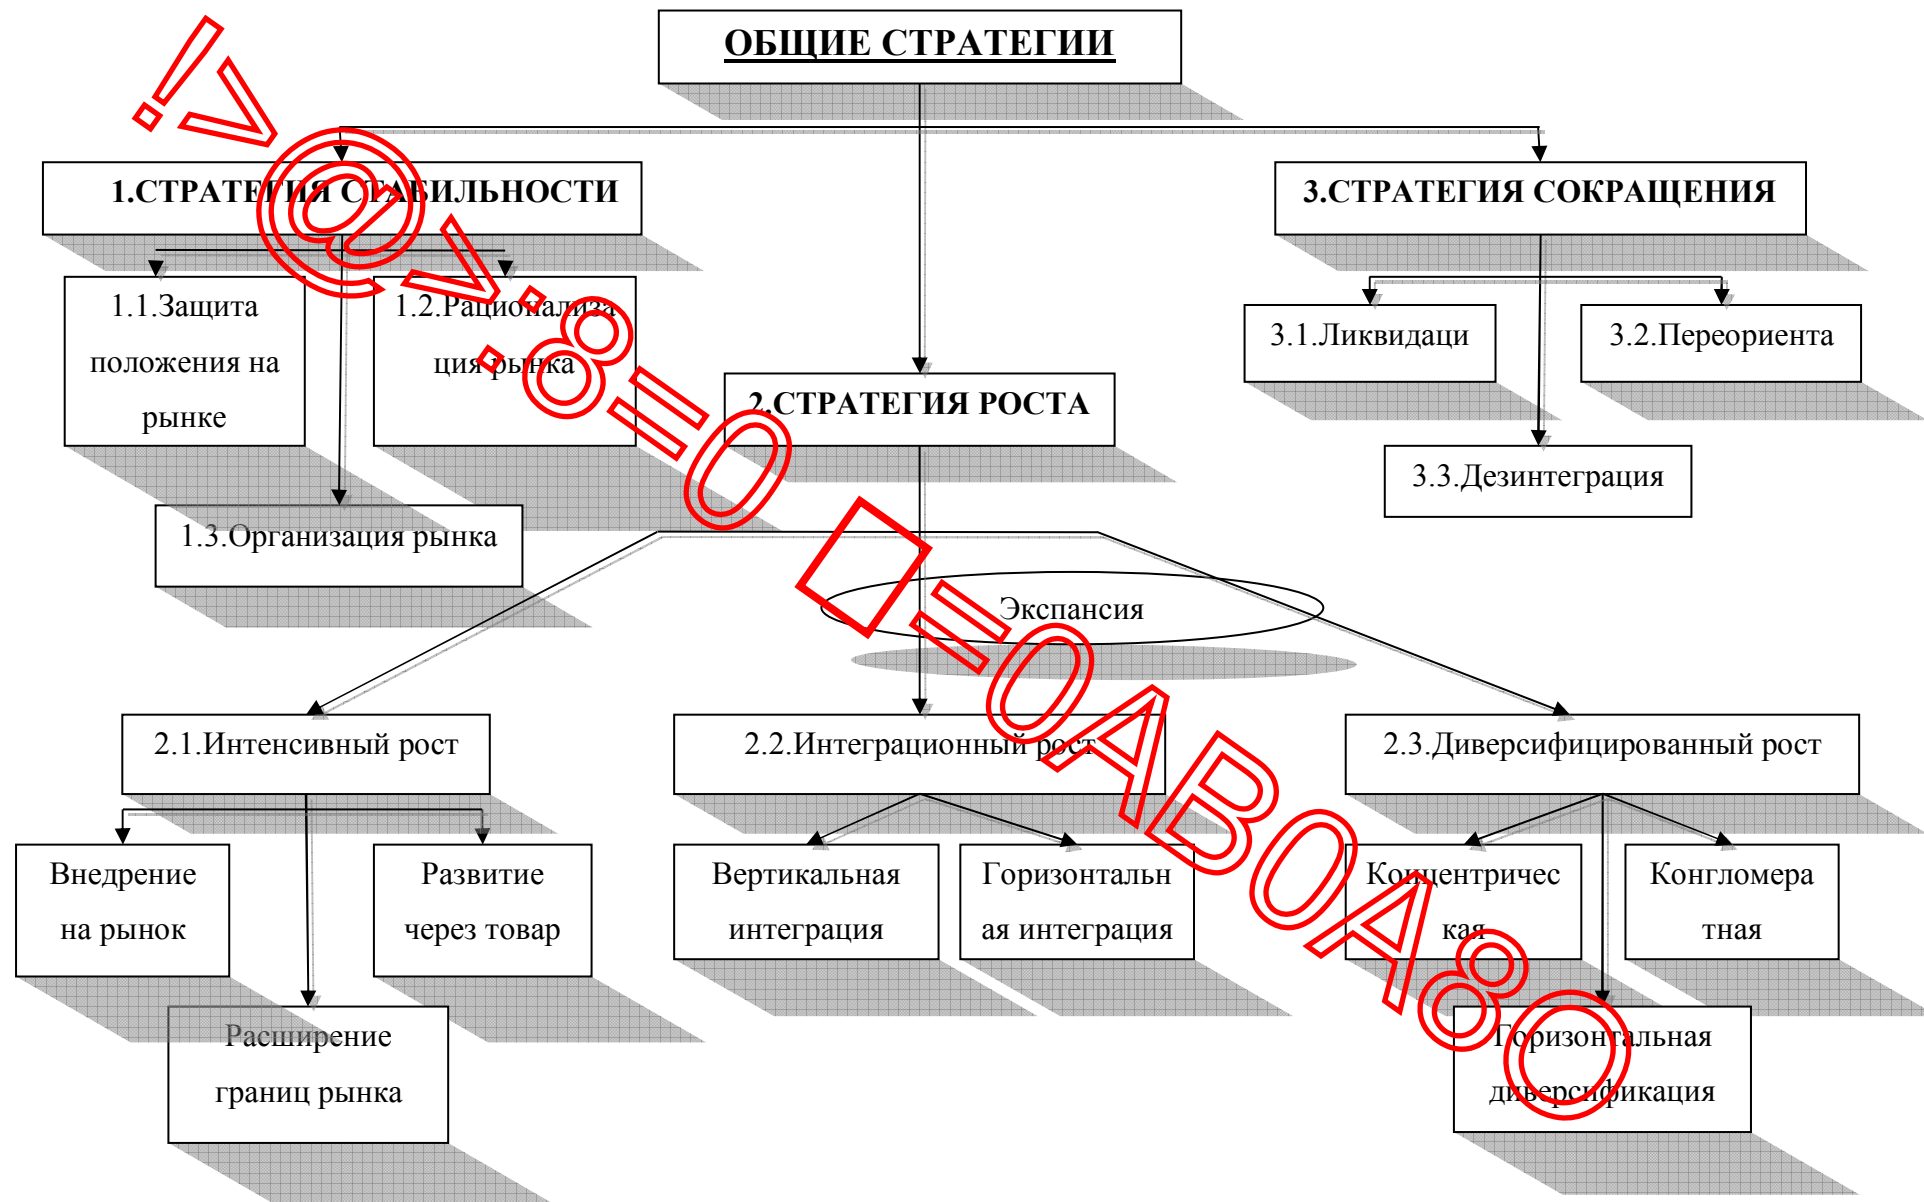 ОБЩИЕ СТРАТЕГИИ
1.СТРАТЕГИЯ СТАБИЛЬНОСТИ
3.СТРАТЕГИЯ СОКРАЩЕНИЯ
1.1.Защита
положения на
рынке
1.2.Рационализа
ция рынка
3.1.Ликвидаци
3.2.Переориента
2.СТРАТЕГИЯ РОСТА
3.3.Дезинтеграция
1.3.Организация рынка
Экспансия
2.1.Интенсивный рост
2.2.Интеграционный рост
2.3.Диверсифицированный рост
Внедрение
на рынок
Развитие
через товар
Вертикальная
интеграция
Горизонтальн
ая интеграция
Концентричес
кая
Конгломера
тная
Расширение
границ рынка
Горизонтальная
диверсификация
!V@V.:8=0 □=0AB0A8O